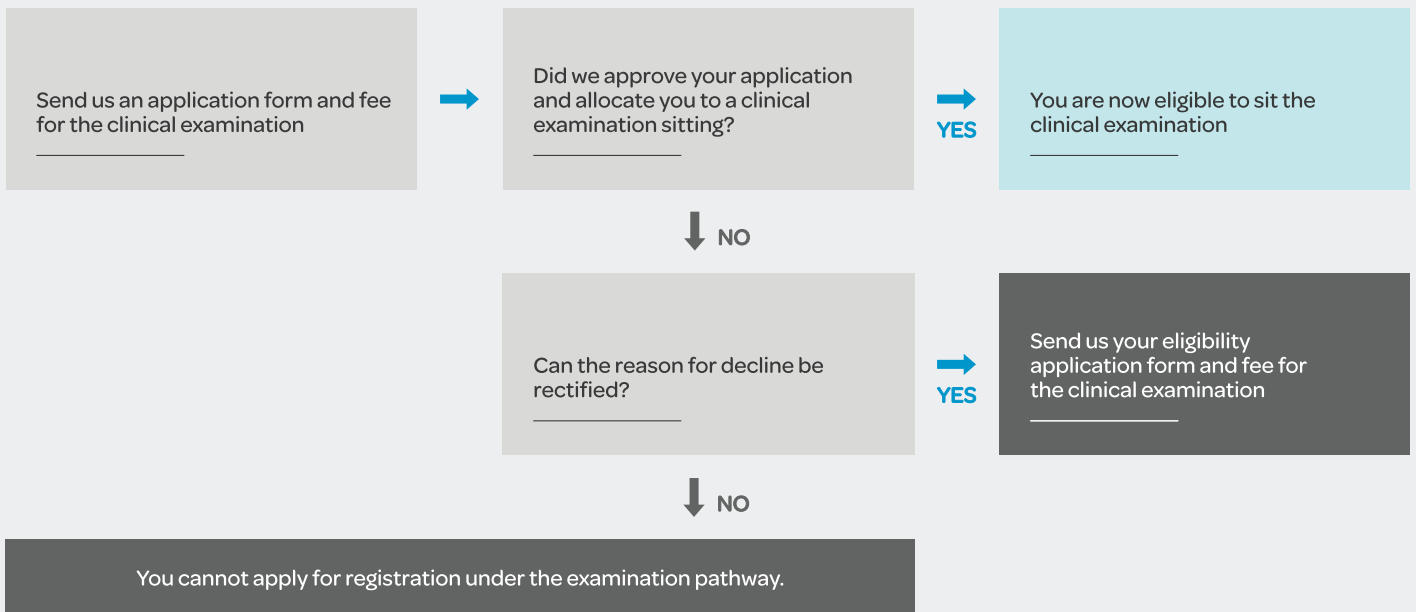 Send us an application form and fee
for the clinical examination
Did we approve your application
and allocate you to a clinical
examination sitting?
YES
You are now eligible to sit the
clinical examination
NO
Can the reason for decline be
rectified?
YES
Send us your eligibility
application form and fee for
the clinical examination
NO
You cannot apply for registration under the examination pathway.